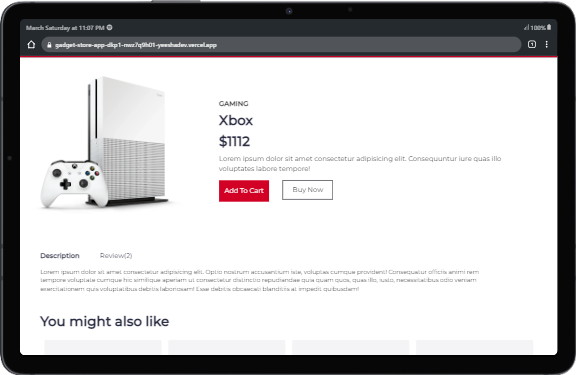 March Saturday at 11:07 PM
100%
gadget-store-app-dkp1-nwz7q9h01-yeeshadev.vercel.app
GAMING
Xbox
$1112
Lorem ipsum dolor sit amet consectetur adipisicing elit. Consequuntur iure quas illo
voluptates labore tempore!
Add To Cart
Buy Now
Description
Review(2)
Lorem ipsum dolor sit amet consectetur adipisicing elit. Optio nostrum accusantium iste, voluptas cumque provident! Consequatur officiis animi rem
tempore voluptate cumque hic similique aperiam ut consectetur distinctio repudiandae quia quam quos, quas illo, iusto, necessitatibus odio veniam
exercitationem quis voluptatibus debitis laboriosam! Esse debitis obcaecati blanditiis at impedit quibusdam!
You might also like